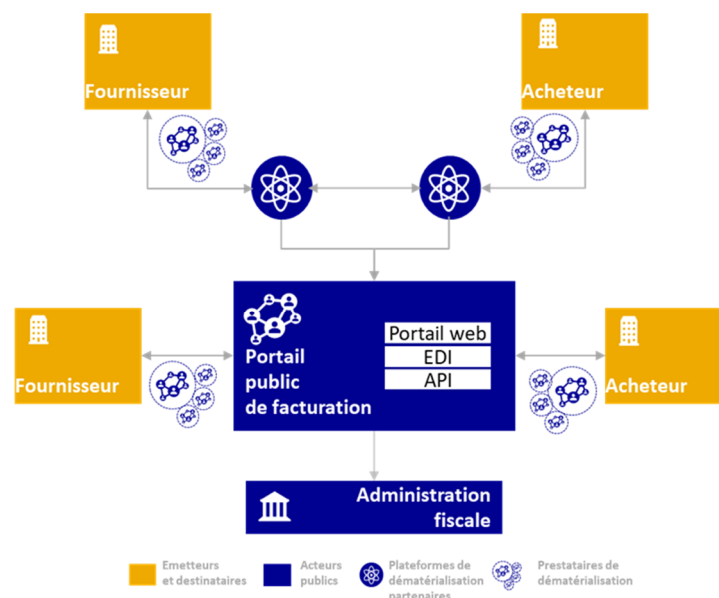 Fournisseur
Acheteur
Portail web
EDI
API
Portail
public
de facturation
Fournisseur
Acheteur
Administration
fiscale
Emetteurs
et destinataires
Acteurs
publics
Plateformes de
dématérialisation
partenaires
Prestataires de
dématérialisation